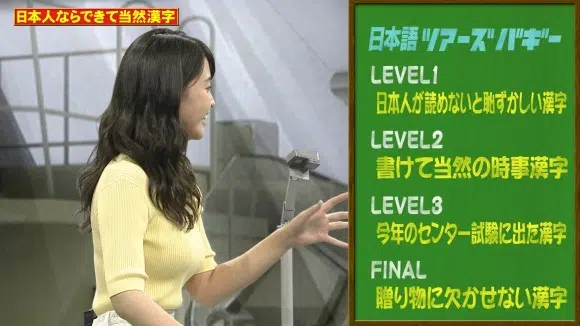 日本人ならできて当然漢字
日本語ツアーズバギー
LEVEL1
日本人が読めないと恥ずかしい漢字
LEVEL2
書けて当然の時事漢字
LEVEL3
今年のセンター試験に出た漢字
FINAL
贈り物に欠かせない漢字